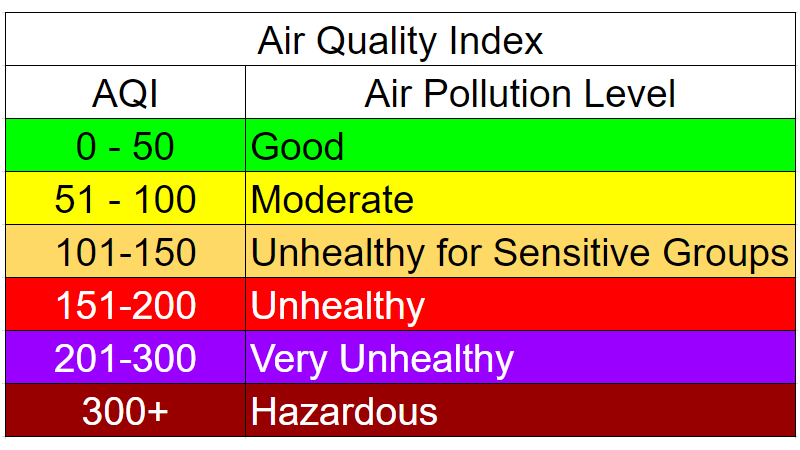 Air Quality Index
AQI Air Pollution Level
0 - 50 Good
51 - 100 Moderate
101-150 Unhealthy for Sensitive Groups
151-200 Unhealthy
201-300 Very Unhealthy
300+ Hazardous